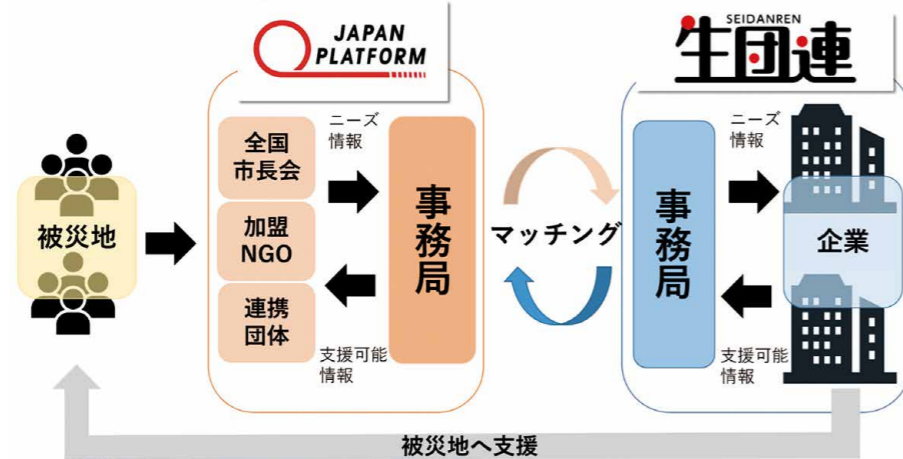 JAPAN
PLATFORM
SEIDANREN
生団連
ニーズ
情報
ニーズ
情報
全国
市長会
加盟
NGO
連携
団体
事務局
被災地
マッチング
事務局
企業
支援可能
情報
支援可能
情報
被災地へ支援